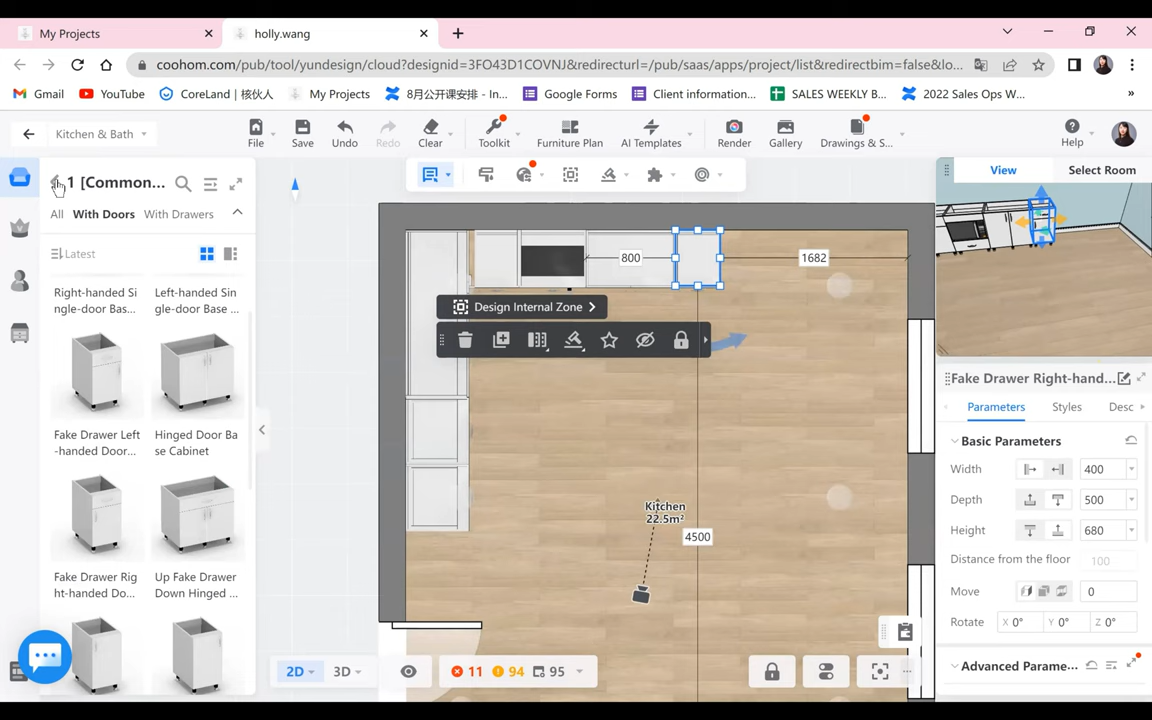 My Projects
holly.wang
coohom.com/pub/tool/yundesign/cloud?designid=3FO43D1COVNJ&redirecturl=/pub/saas/apps/project/list&redirectbim=false&lo...
Gmail
YouTube
CoreLand | 核伙人
My Projects
8月公开课安排 - In...
Google Forms
Client informationa...
SALES WEEKLY B...
2022 Sales Ops W...
»
Kitchen & Bath
File
Save
Undo
Redo
Clear
Toolkit
Furniture Plan
AI Templates
Render
Gallery
Drawings & S...
Help
1 [Common...
All
With Doors
With Drawers
Latest
Right-handed Si
ngle-door Bas...
Left-handed Sin
gle-door Base ...
Fake Drawer Left
-handed Door...
Hinged Door Ba
se Cabinet
Fake Drawer Rig
ht-handed Do...
Up Fake Drawer
Down Hinged ...
800
1682
Design Internal Zone
Kitchen
22.5m²
4500
2D
3D
11
94
95
View
Select Room
Fake Drawer Right-hand...
Parameters
Styles
Desc
Basic Parameters
Width
400
Depth
500
Height
680
Distance from the floor
100
Move
0
Rotate
X 0°
Y 0°
Z 0°
Advanced Parame...